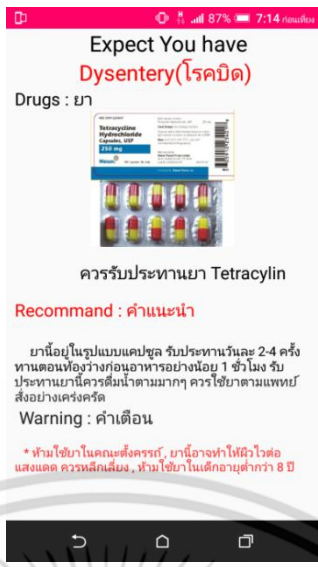 87% 7:14 ก่อนเที่ยง
Expect You have
Dysentery(โรคบิด)
Drugs : ยา
Tetracycline
Hydrochloride
Capsules, USP
250 mg
ควรรับประทานยา Tetracylin
Recommand : คำแนะนำ
ยานี้อยู่ในรูปแบบแคปซูล รับประทานวันละ 2-4 ครั้ง
ทานตอนท้องว่างก่อนอาหารอย่างน้อย 1 ชั่วโมง รับ
ประทานยานี้ควรดื่มน้ำตามมากๆ ควรใช้ยาตามแพทย์
สั่งอย่างเคร่งครัด
Warning : คำเตือน
* ห้ามใช้ยาในคณะตั้งครรถ์ , ยานี้อาจทำให้ผิวไวต่อ
แสงแดด ควรหลีกเลี่ยง , ห้ามใช้ยาในเด็กอายุต่ำกว่า 8 ปี